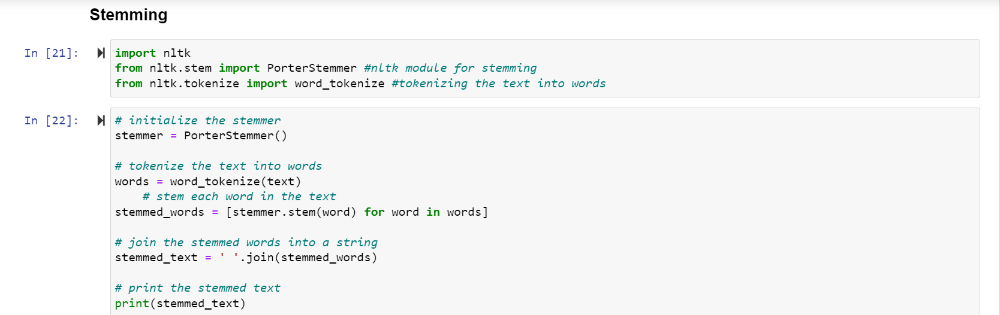 Stemming
In [21]:
import nltk
from nltk.stem import PorterStemmer #nltk module for stemming
from nltk.tokenize import word_tokenize #tokenizing the text into words
In [22]:
# initialize the stemmer
stemmer = PorterStemmer()
# tokenize the text into words
words = word_tokenize(text)
    # stem each word in the text
stemmed_words = [stemmer.stem(word) for word in words]
# join the stemmed words into a string
stemmed_text = ' '.join(stemmed_words)
# print the stemmed text
print(stemmed_text)